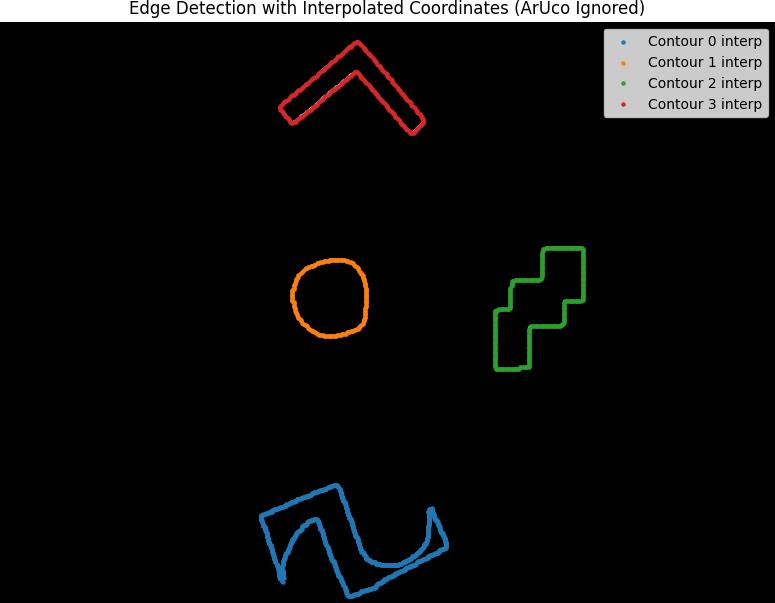 Edge Detection with Interpolated Coordinates (ArUco Ignored)
Contour 0 interp
Contour 1 interp
Contour 2 interp
Contour 3 interp